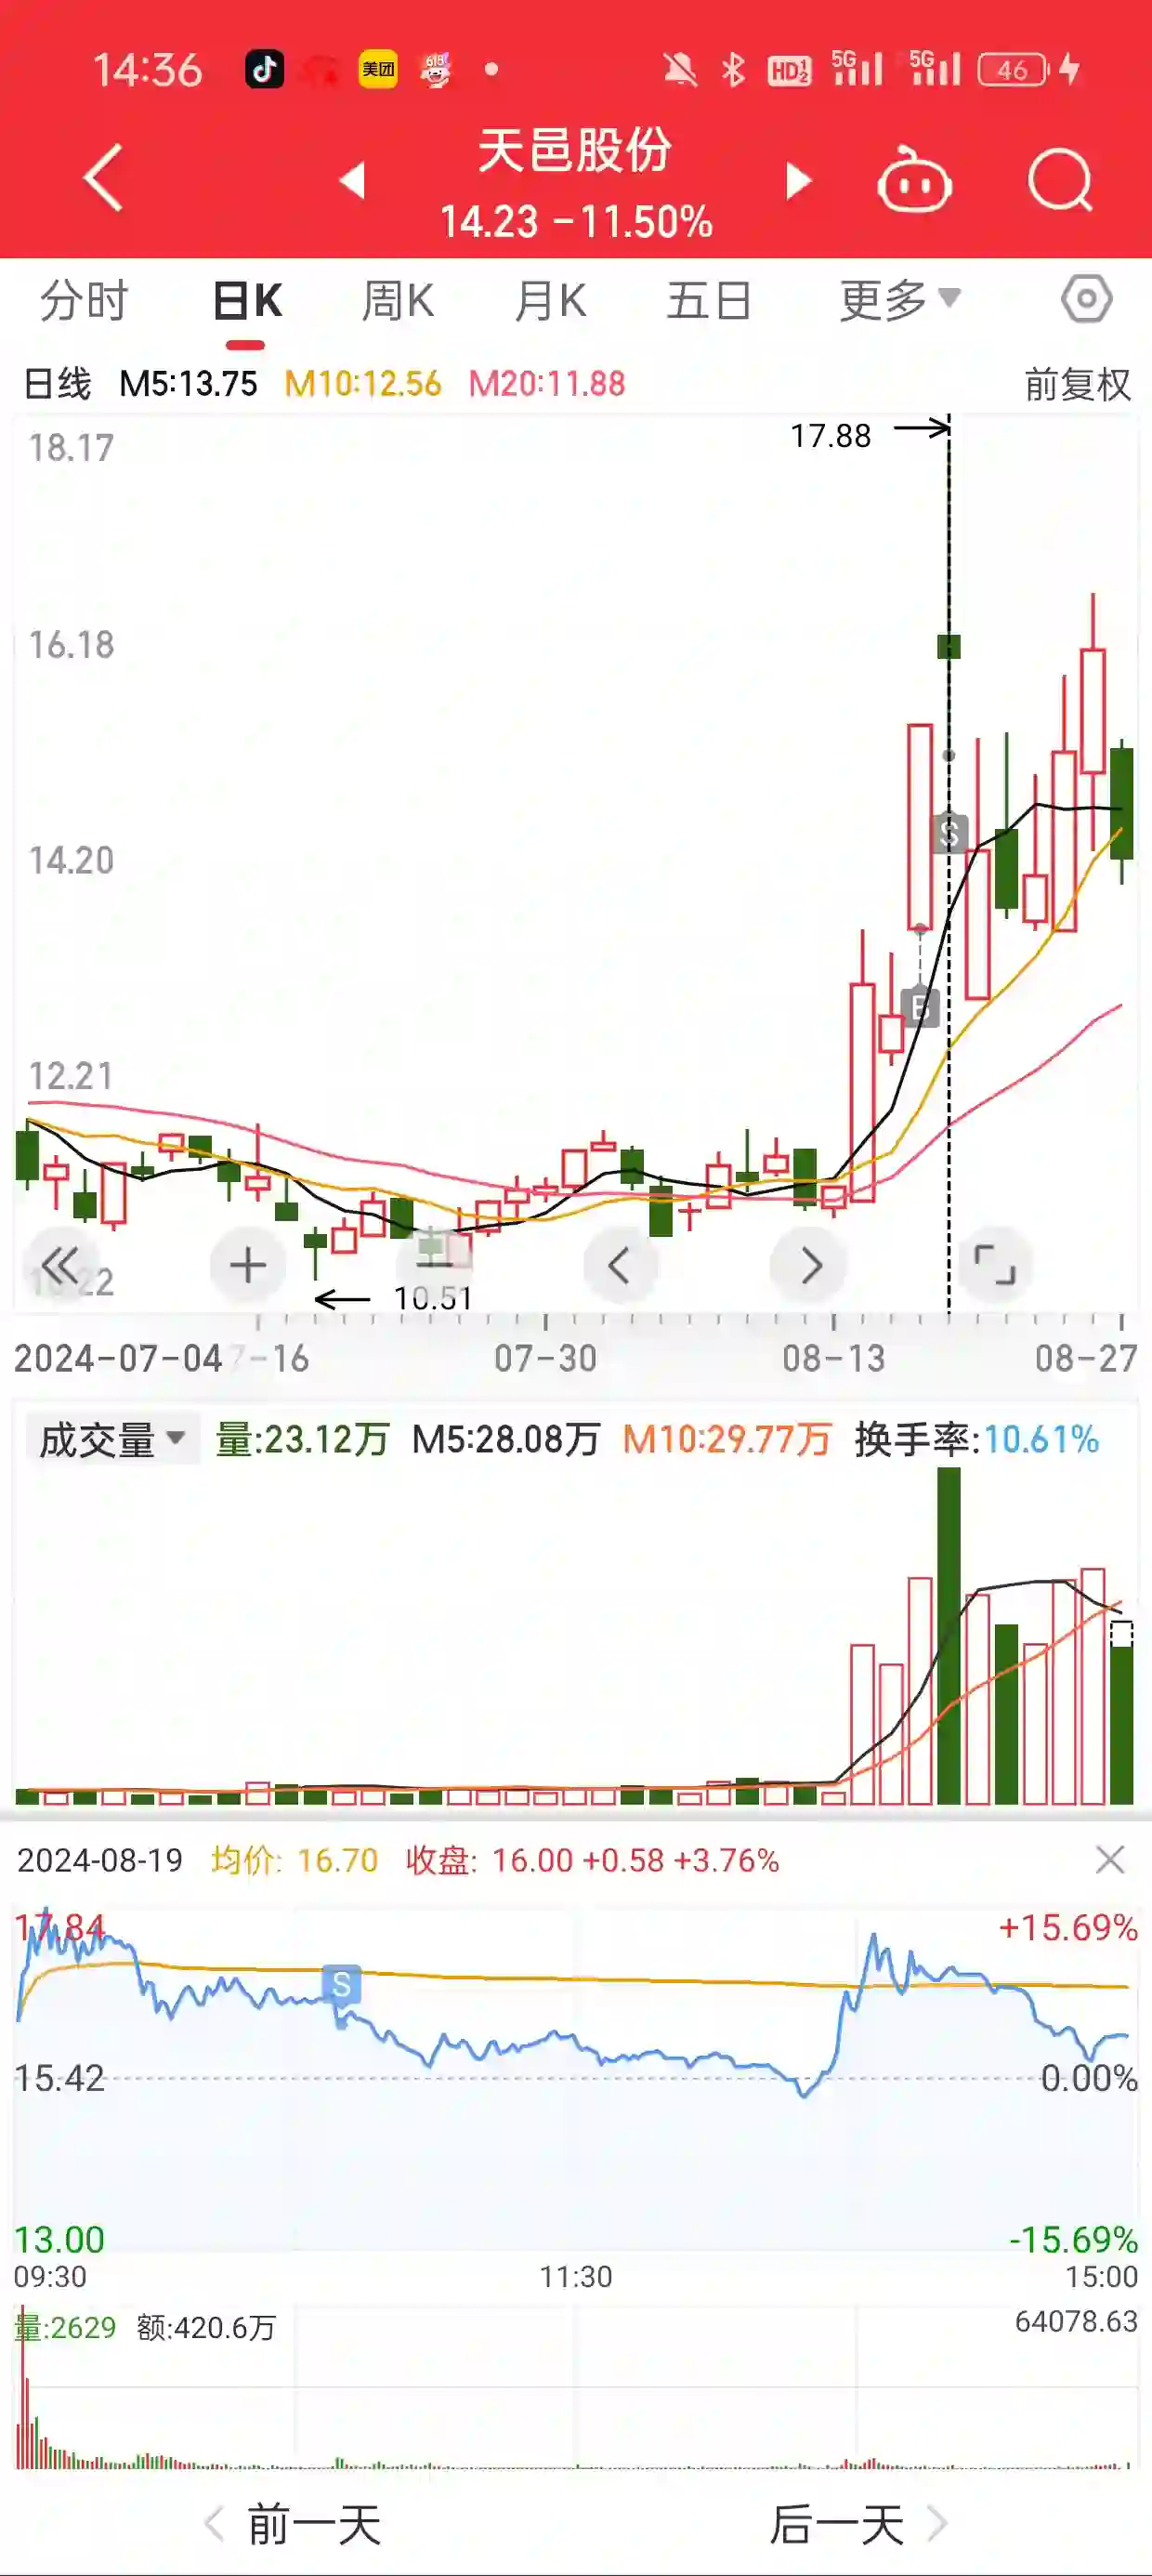 14:36 美团 618 HD 1 2 5G 5G 46
天邑股份
14.23 -11.50%
分时 日K 周K 月K 五日 更多
日线 M5:13.75 M10:12.56 M20:11.88 前复权
17.88
18.17
16.18
S
14.20
B
12.21
10.51
2024-07-04 7-16 07-30 08-13 08-27
成交量 量:23.12万 M5:28.08万 M10:29.77万 换手率:10.61%
2024-08-19 均价: 16.70 收盘: 16.00 +0.58 +3.76%
17.84 +15.69%
S
15.42 0.00%
13.00 -15.69%
09:30 11:30 15:00
量:2629 额:420.6万 64078.63
前一天 后一天